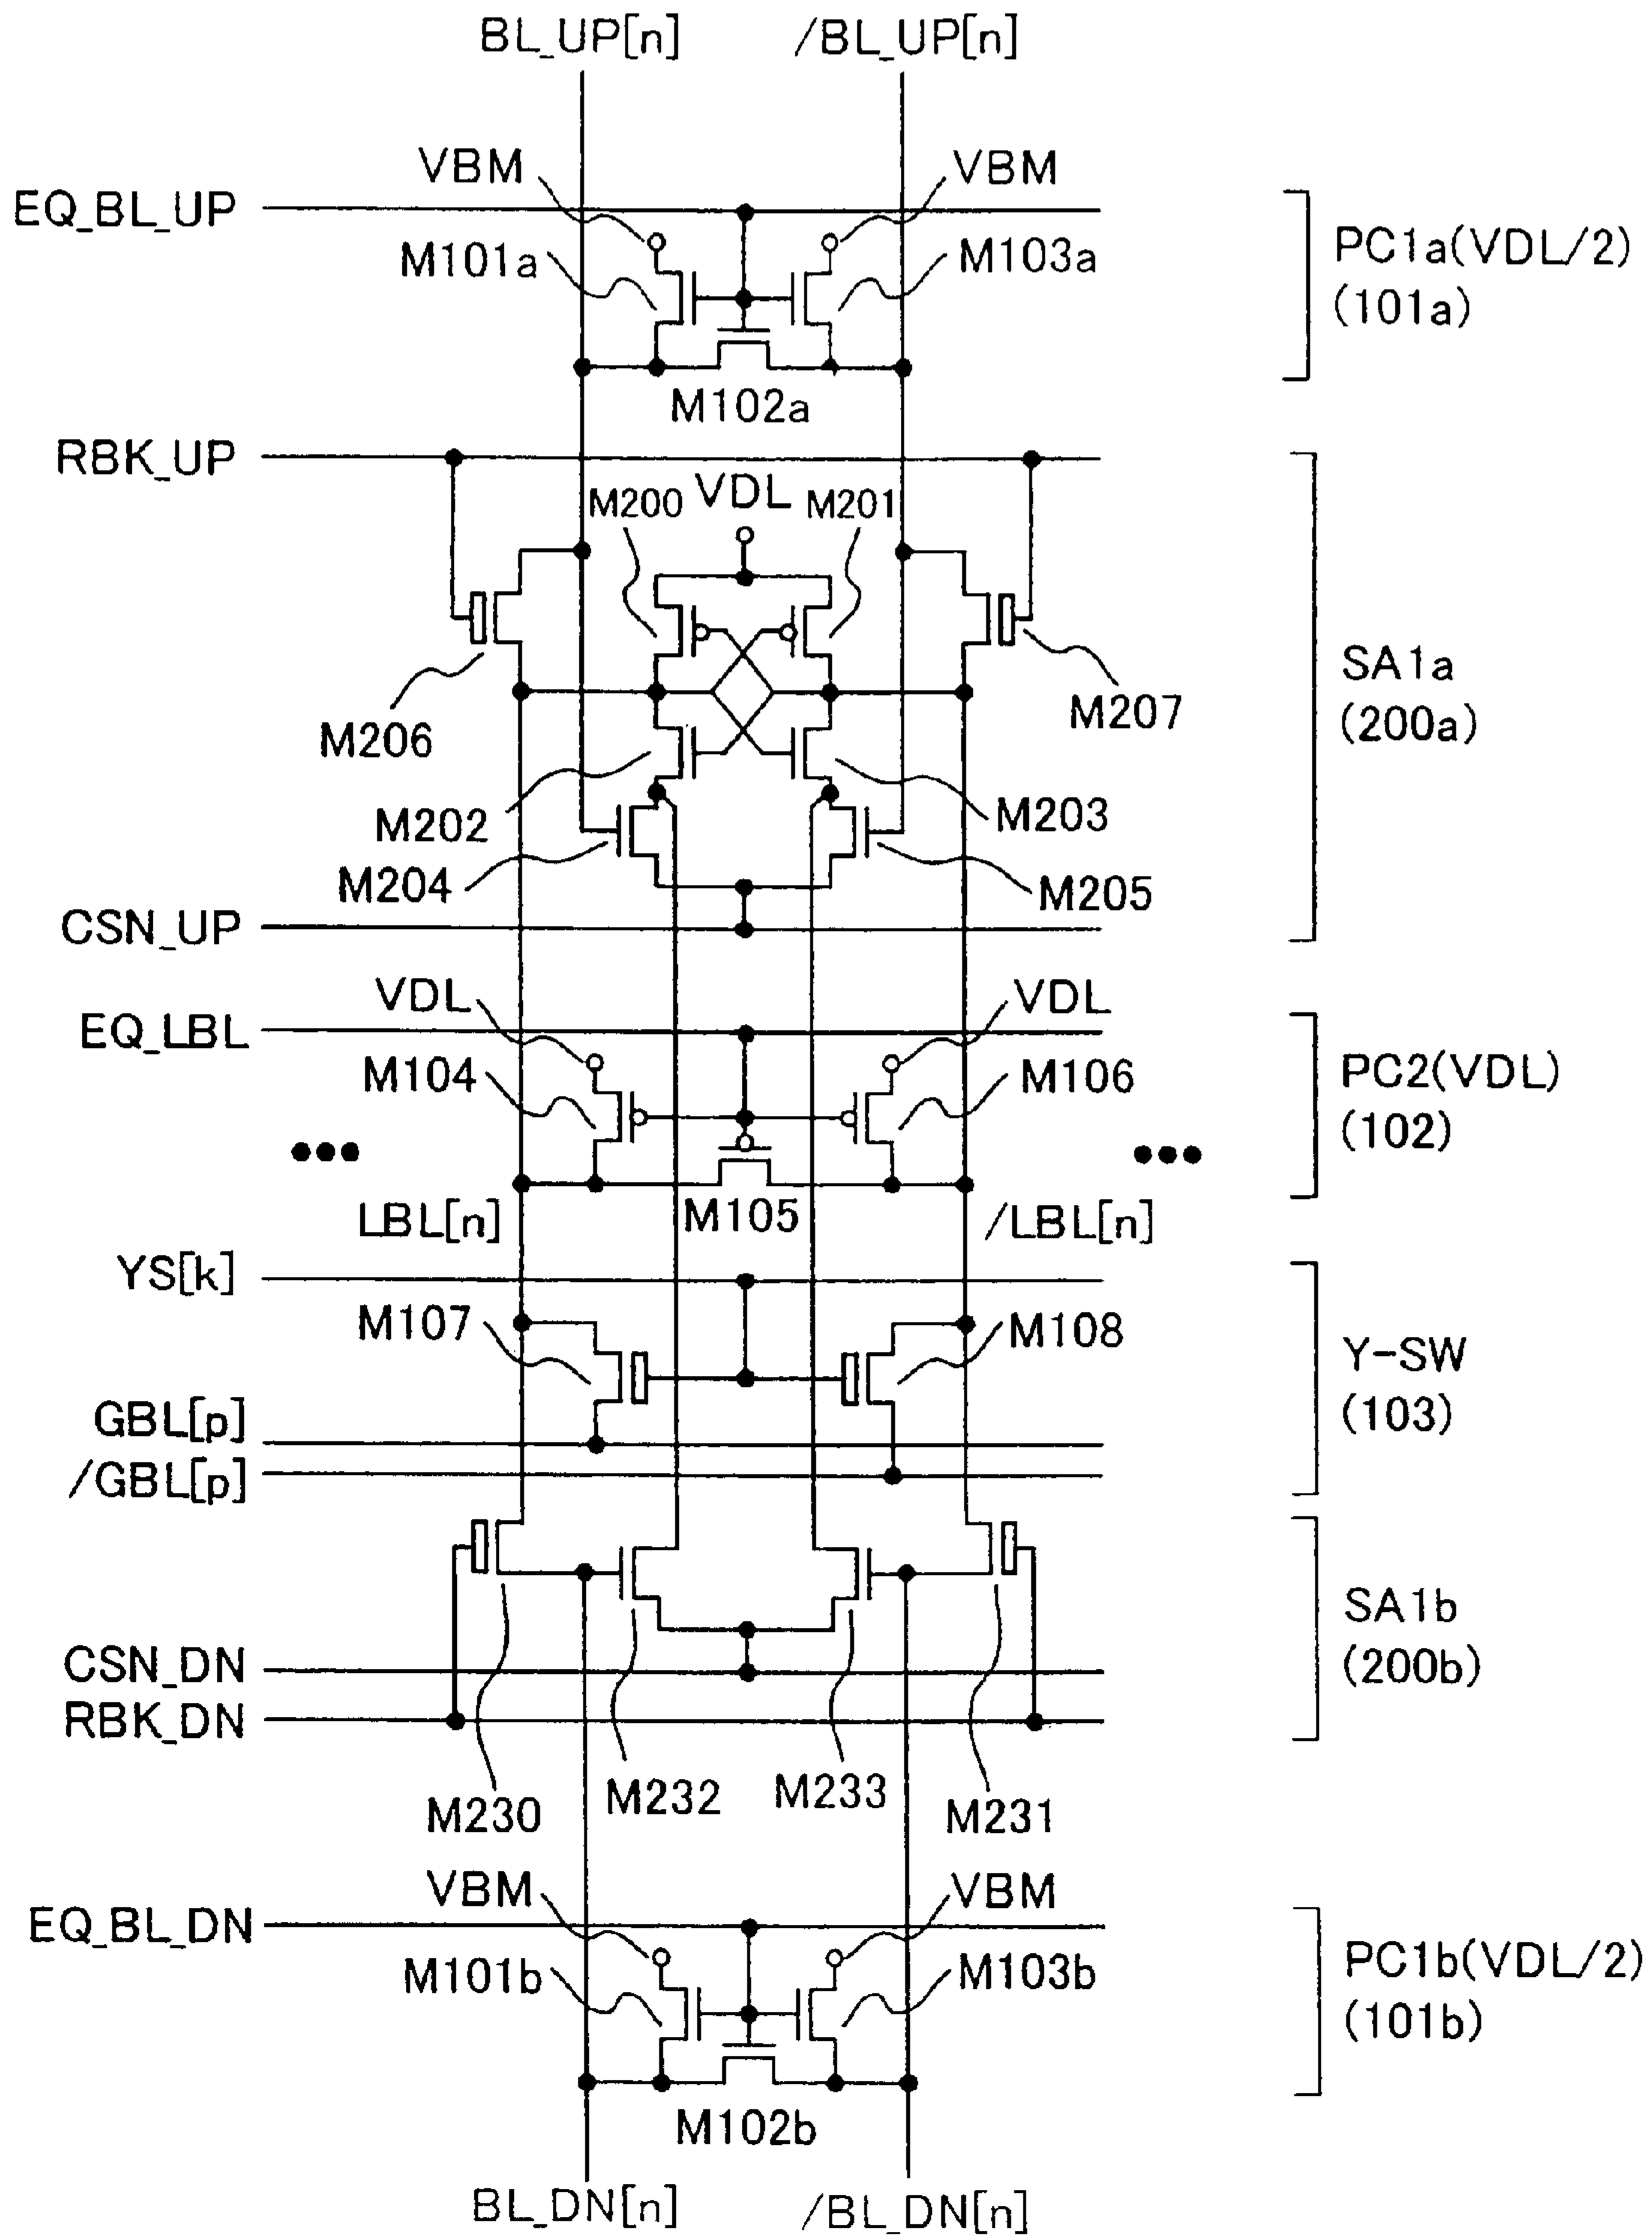 BL_UP[n] /BL_UP[n]
VBM VBM
EQ_BL_UP
M101a M103a
PC1a(VDL/2)
(101a)
M102a
RBK_UP
M200 VDL M201
M206 M207
SA1a
(200a)
M202 M203
M204 M205
CSN_UP
VDL VDL
EQ_LBL
M104 M106
PC2(VDL)
(102)
LBL[n] M105 /LBL[n]
YS[k]
M107 M108
Y-SW
(103)
GBL[p]
/GBL[p]
SA1b
(200b)
CSN_DN
RBK_DN
M230 M232 M233 M231
VBM VBM
EQ_BL_DN
M101b M103b
PC1b(VDL/2)
(101b)
M102b
BL_DN[n] /BL_DN[n]